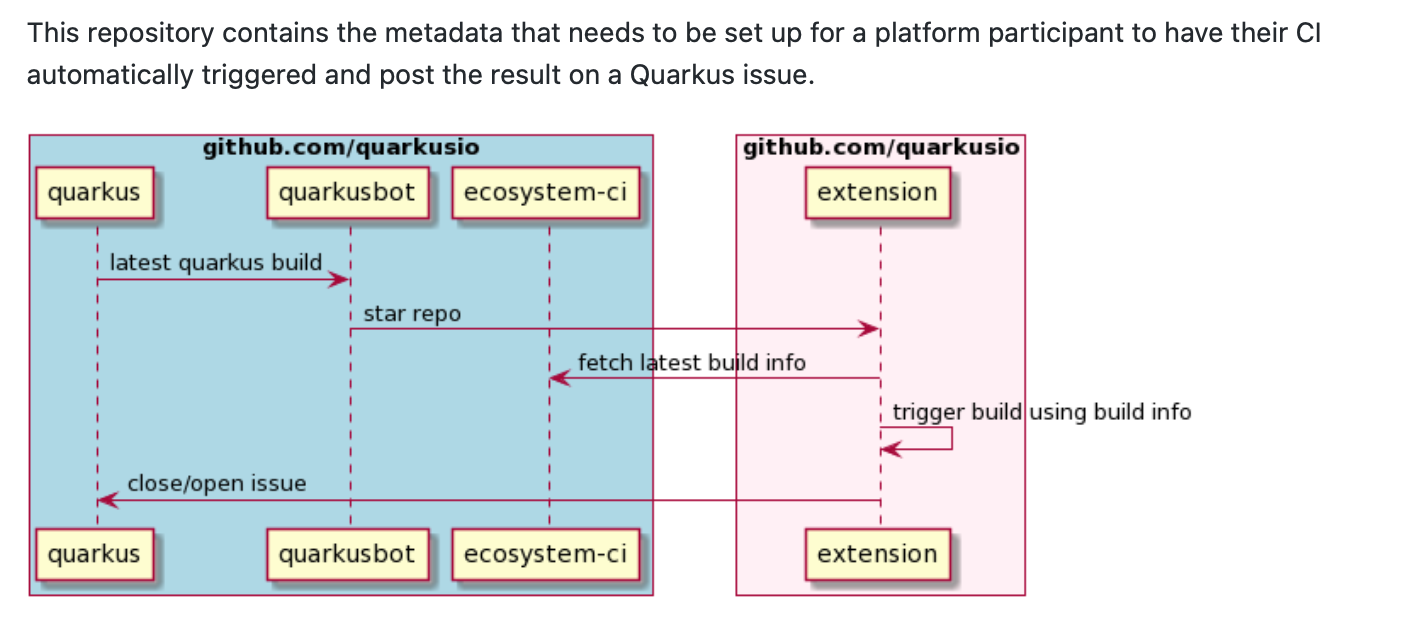 This repository contains the metadata that needs to be set up for a platform participant to have their CI
automatically triggered and post the result on a Quarkus issue.
github.com/quarkusio
github.com/quarkusio
quarkus
quarkusbot
ecosystem-ci
extension
latest quarkus build
star repo
fetch latest build info
trigger build using build info
close/open issue
quarkus
quarkusbot
ecosystem-ci
extension